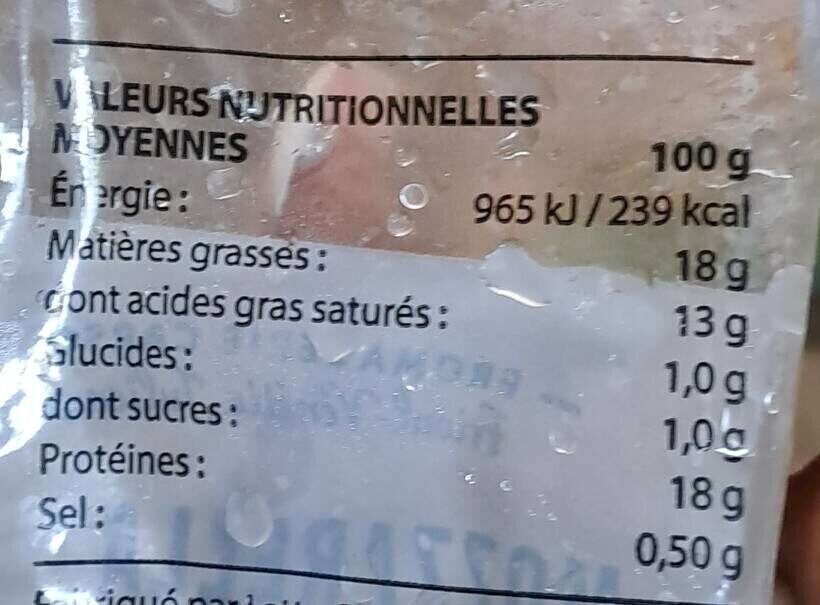 VALEURS NUTRITIONNELLES
MOYENNES 100 g
Énergie : 965 kJ / 239 kcal
Matières grasses : 18 g
dont acides gras saturés : 13 g
Glucides : 1,0 g
dont sucres : 1,0 g
Protéines : 18 g
Sel : 0,50 g